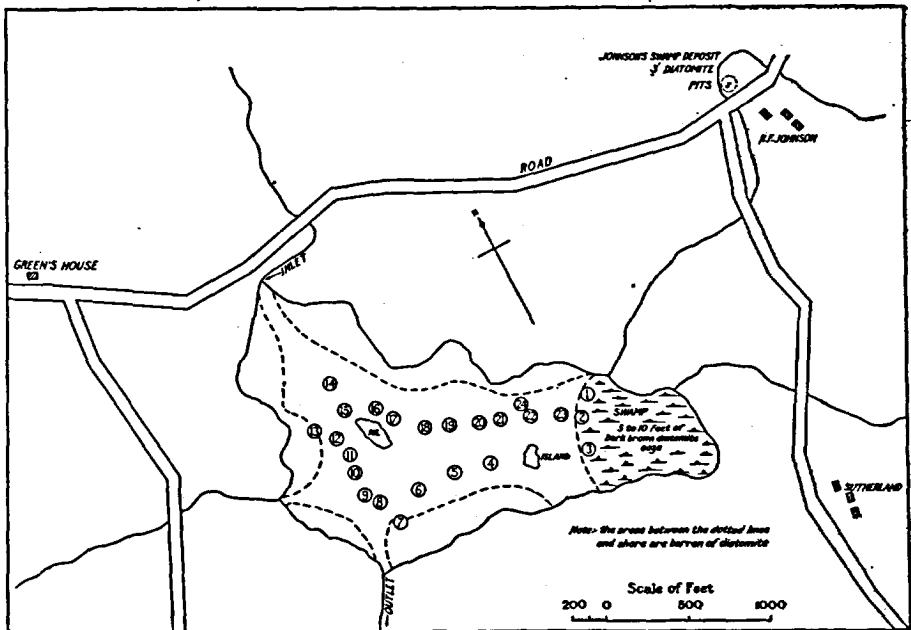 JOHNSON'S SWAMP DEPOSIT
3' DIATOMITE
PITS
B.F. JOHNSON
ROAD
GREEN'S HOUSE
INLET
14
15
16
17
18
19
20
21
24
22
23
1
2
3
SWAMP
5 to 10 Feet of
Dark brown diatomite
ooze
13
12
11
10
9
8
7
6
5
4
ISLAND
SUTHERLAND
Note:- the areas between the dotted lines
and shore are barren of diatomite
OUTLET
Scale of Feet
200 0 500 1000